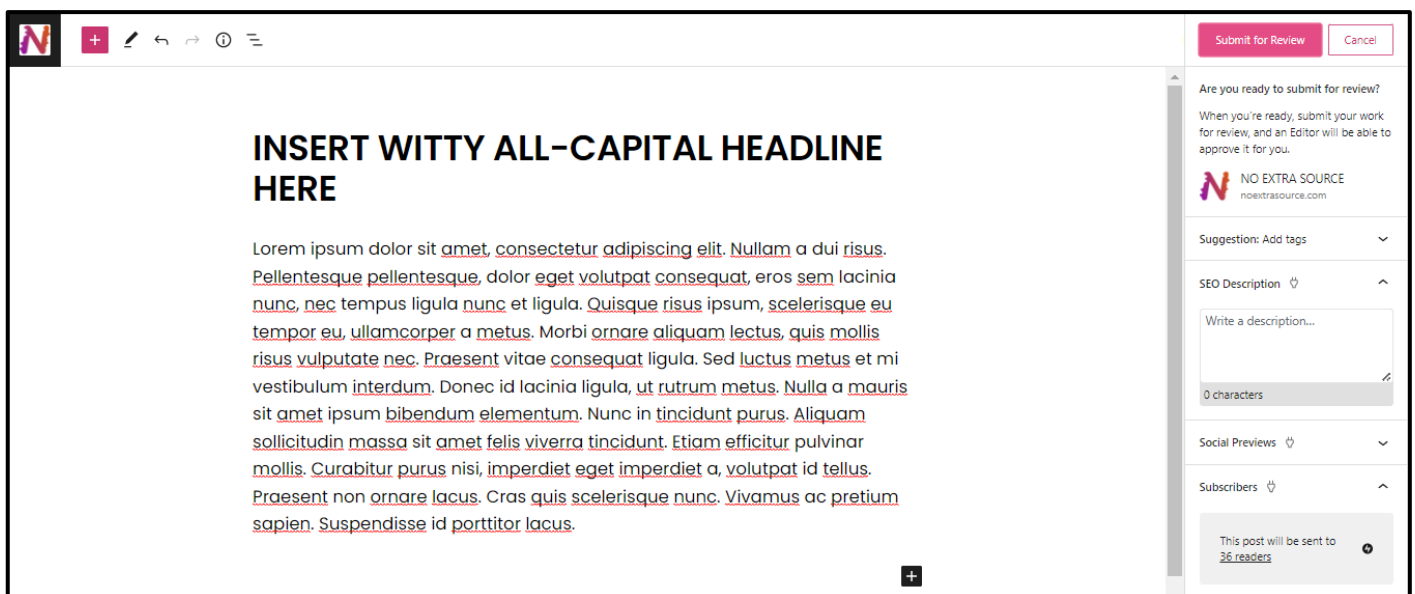 Submit for Review
Cancel
INSERT WITTY ALL-CAPITAL HEADLINE
HERE
Lorem ipsum dolor sit amet, consectetur adipiscing elit. Nullam a dui risus.
Pellentesque pellentesque, dolor eget volutpat consequat, eros sem lacinia
nunc, nec tempus ligula nunc et ligula. Quisque risus ipsum, scelerisque eu
tempor eu, ullamcorper a metus. Morbi ornare aliquam lectus, quis mollis
risus vulputate nec. Praesent vitae consequat ligula. Sed luctus metus et mi
vestibulum interdum. Donec id lacinia ligula, ut rutrum metus. Nulla a mauris
sit amet ipsum bibendum elementum. Nunc in tincidunt purus. Aliquam
sollicitudin massa sit amet felis viverra tincidunt. Etiam efficitur pulvinar
mollis. Curabitur purus nisi, imperdiet eget imperdiet a, volutpat id tellus.
Praesent non ornare lacus. Cras quis scelerisque nunc. Vivamus ac pretium
sapien. Suspendisse id porttitor lacus.
Are you ready to submit for review?
When you're ready, submit your work
for review, and an Editor will be able to
approve it for you.
NO EXTRA SOURCE
noextrasource.com
Suggestion: Add tags
SEO Description
Write a description...
0 characters
Social Previews
Subscribers
This post will be sent to
36 readers